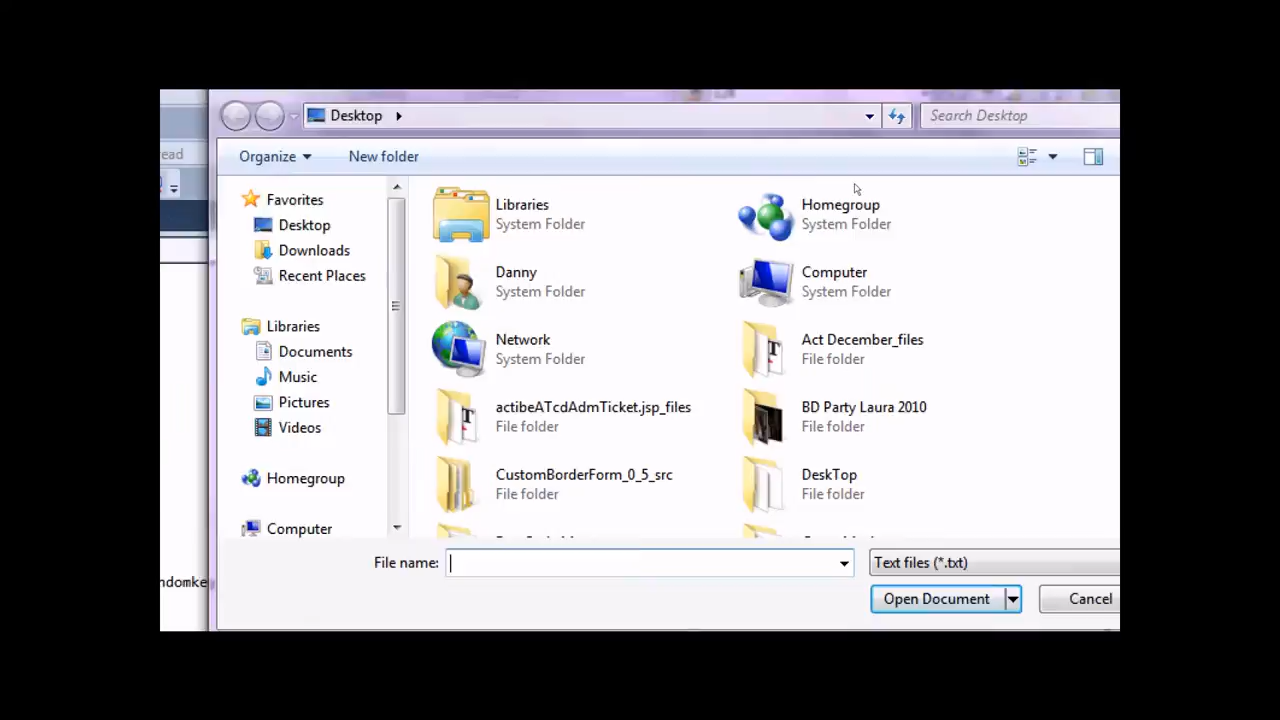 Desktop
Search Desktop
ead
Organize
New folder
Favorites
Desktop
Downloads
Recent Places
Libraries
Documents
Music
Pictures
Videos
Homegroup
Computer
Libraries
System Folder
Homegroup
System Folder
Danny
System Folder
Computer
System Folder
Network
System Folder
Act December_files
File folder
actibeATcdAdmTicket.jsp_files
File folder
BD Party Laura 2010
File folder
CustomBorderForm_0_5_src
File folder
DeskTop
File folder
File name:
Text files (*.txt)
ndomke
Open Document
Cancel